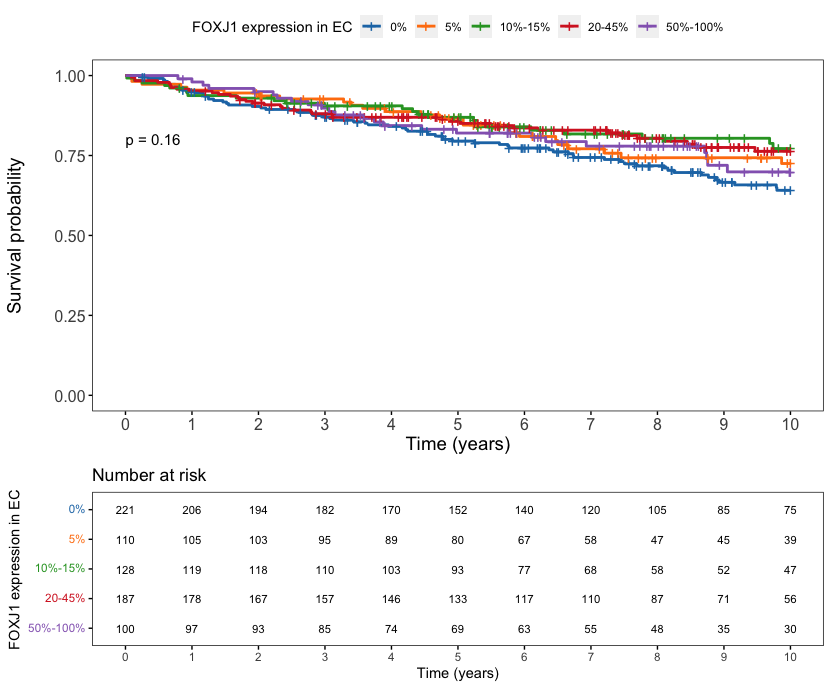 FOXJ1 expression in EC 0% 5% 10%-15% 20-45% 50%-100%
1.00
0.75
0.50
0.25
0.00
Survival probability
p = 0.16
0 1 2 3 4 5 6 7 8 9 10
Time (years)
Number at risk
FOXJ1 expression in EC
0% 221 206 194 182 170 152 140 120 105 85 75
5% 110 105 103 95 89 80 67 58 47 45 39
10%-15% 128 119 118 110 103 93 77 68 58 52 47
20-45% 187 178 167 157 146 133 117 110 87 71 56
50%-100% 100 97 93 85 74 69 63 55 48 35 30
0 1 2 3 4 5 6 7 8 9 10
Time (years)